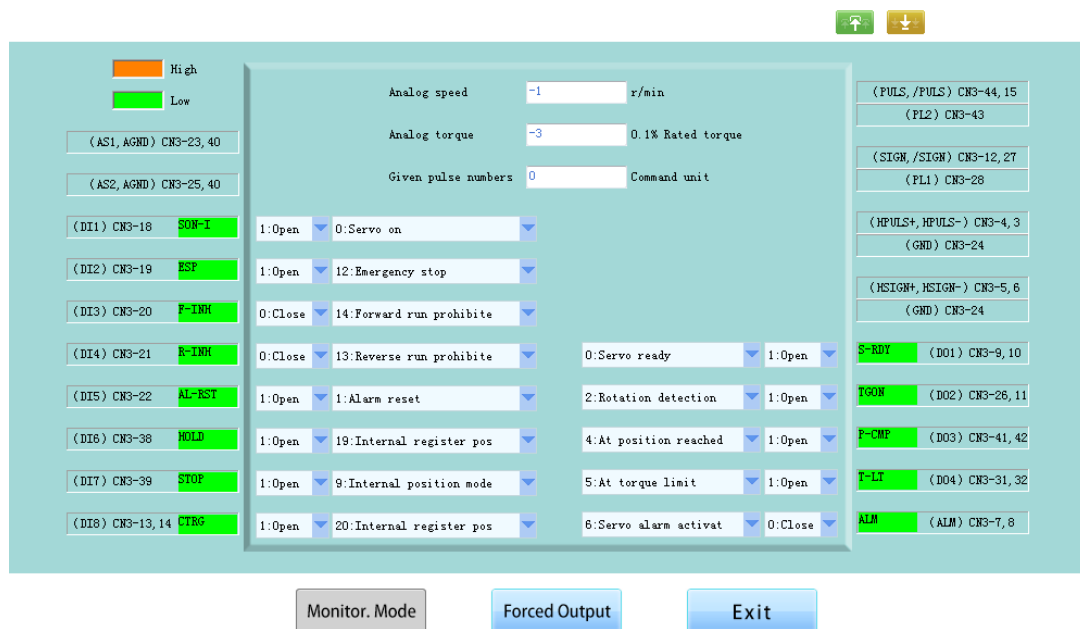 High
Low
Analog speed -1 r/min
(PULS,/PULS) CN3-44,15
(PL2) CN3-43
(AS1,AGND) CN3-23,40
Analog torque -3 0.1% Rated torque
(SIGN,/SIGN) CN3-12,27
(AS2,AGND) CN3-25,40
Given pulse numbers 0 Command unit
(PL1) CN3-28
(DI1) CN3-18 SON-I 1:Open 0:Servo on
(HPULS+,HPULS-) CN3-4,3
(GND) CN3-24
(DI2) CN3-19 ESP 1:Open 12:Emergency stop
(HSIGN+,HSIGN-) CN3-5,6
(DI3) CN3-20 F-INH 0:Close 14:Forward run prohibite
(GND) CN3-24
(DI4) CN3-21 R-INH 0:Close 13:Reverse run prohibite 0:Servo ready 1:Open S-RDY (DO1) CN3-9,10
(DI5) CN3-22 AL-RST 1:Open 1:Alarm reset 2:Rotation detection 1:Open TGON (DO2) CN3-26,11
(DI6) CN3-38 HOLD 1:Open 19:Internal register pos 4:At position reached 1:Open P-CMP (DO3) CN3-41,42
(DI7) CN3-39 STOP 1:Open 9:Internal position mode 5:At torque limit 1:Open T-LT (DO4) CN3-31,32
(DI8) CN3-13,14 CTRG 1:Open 20:Internal register pos 6:Servo alarm activat 0:Close ALM (ALM) CN3-7,8
Monitor. Mode Forced Output Exit